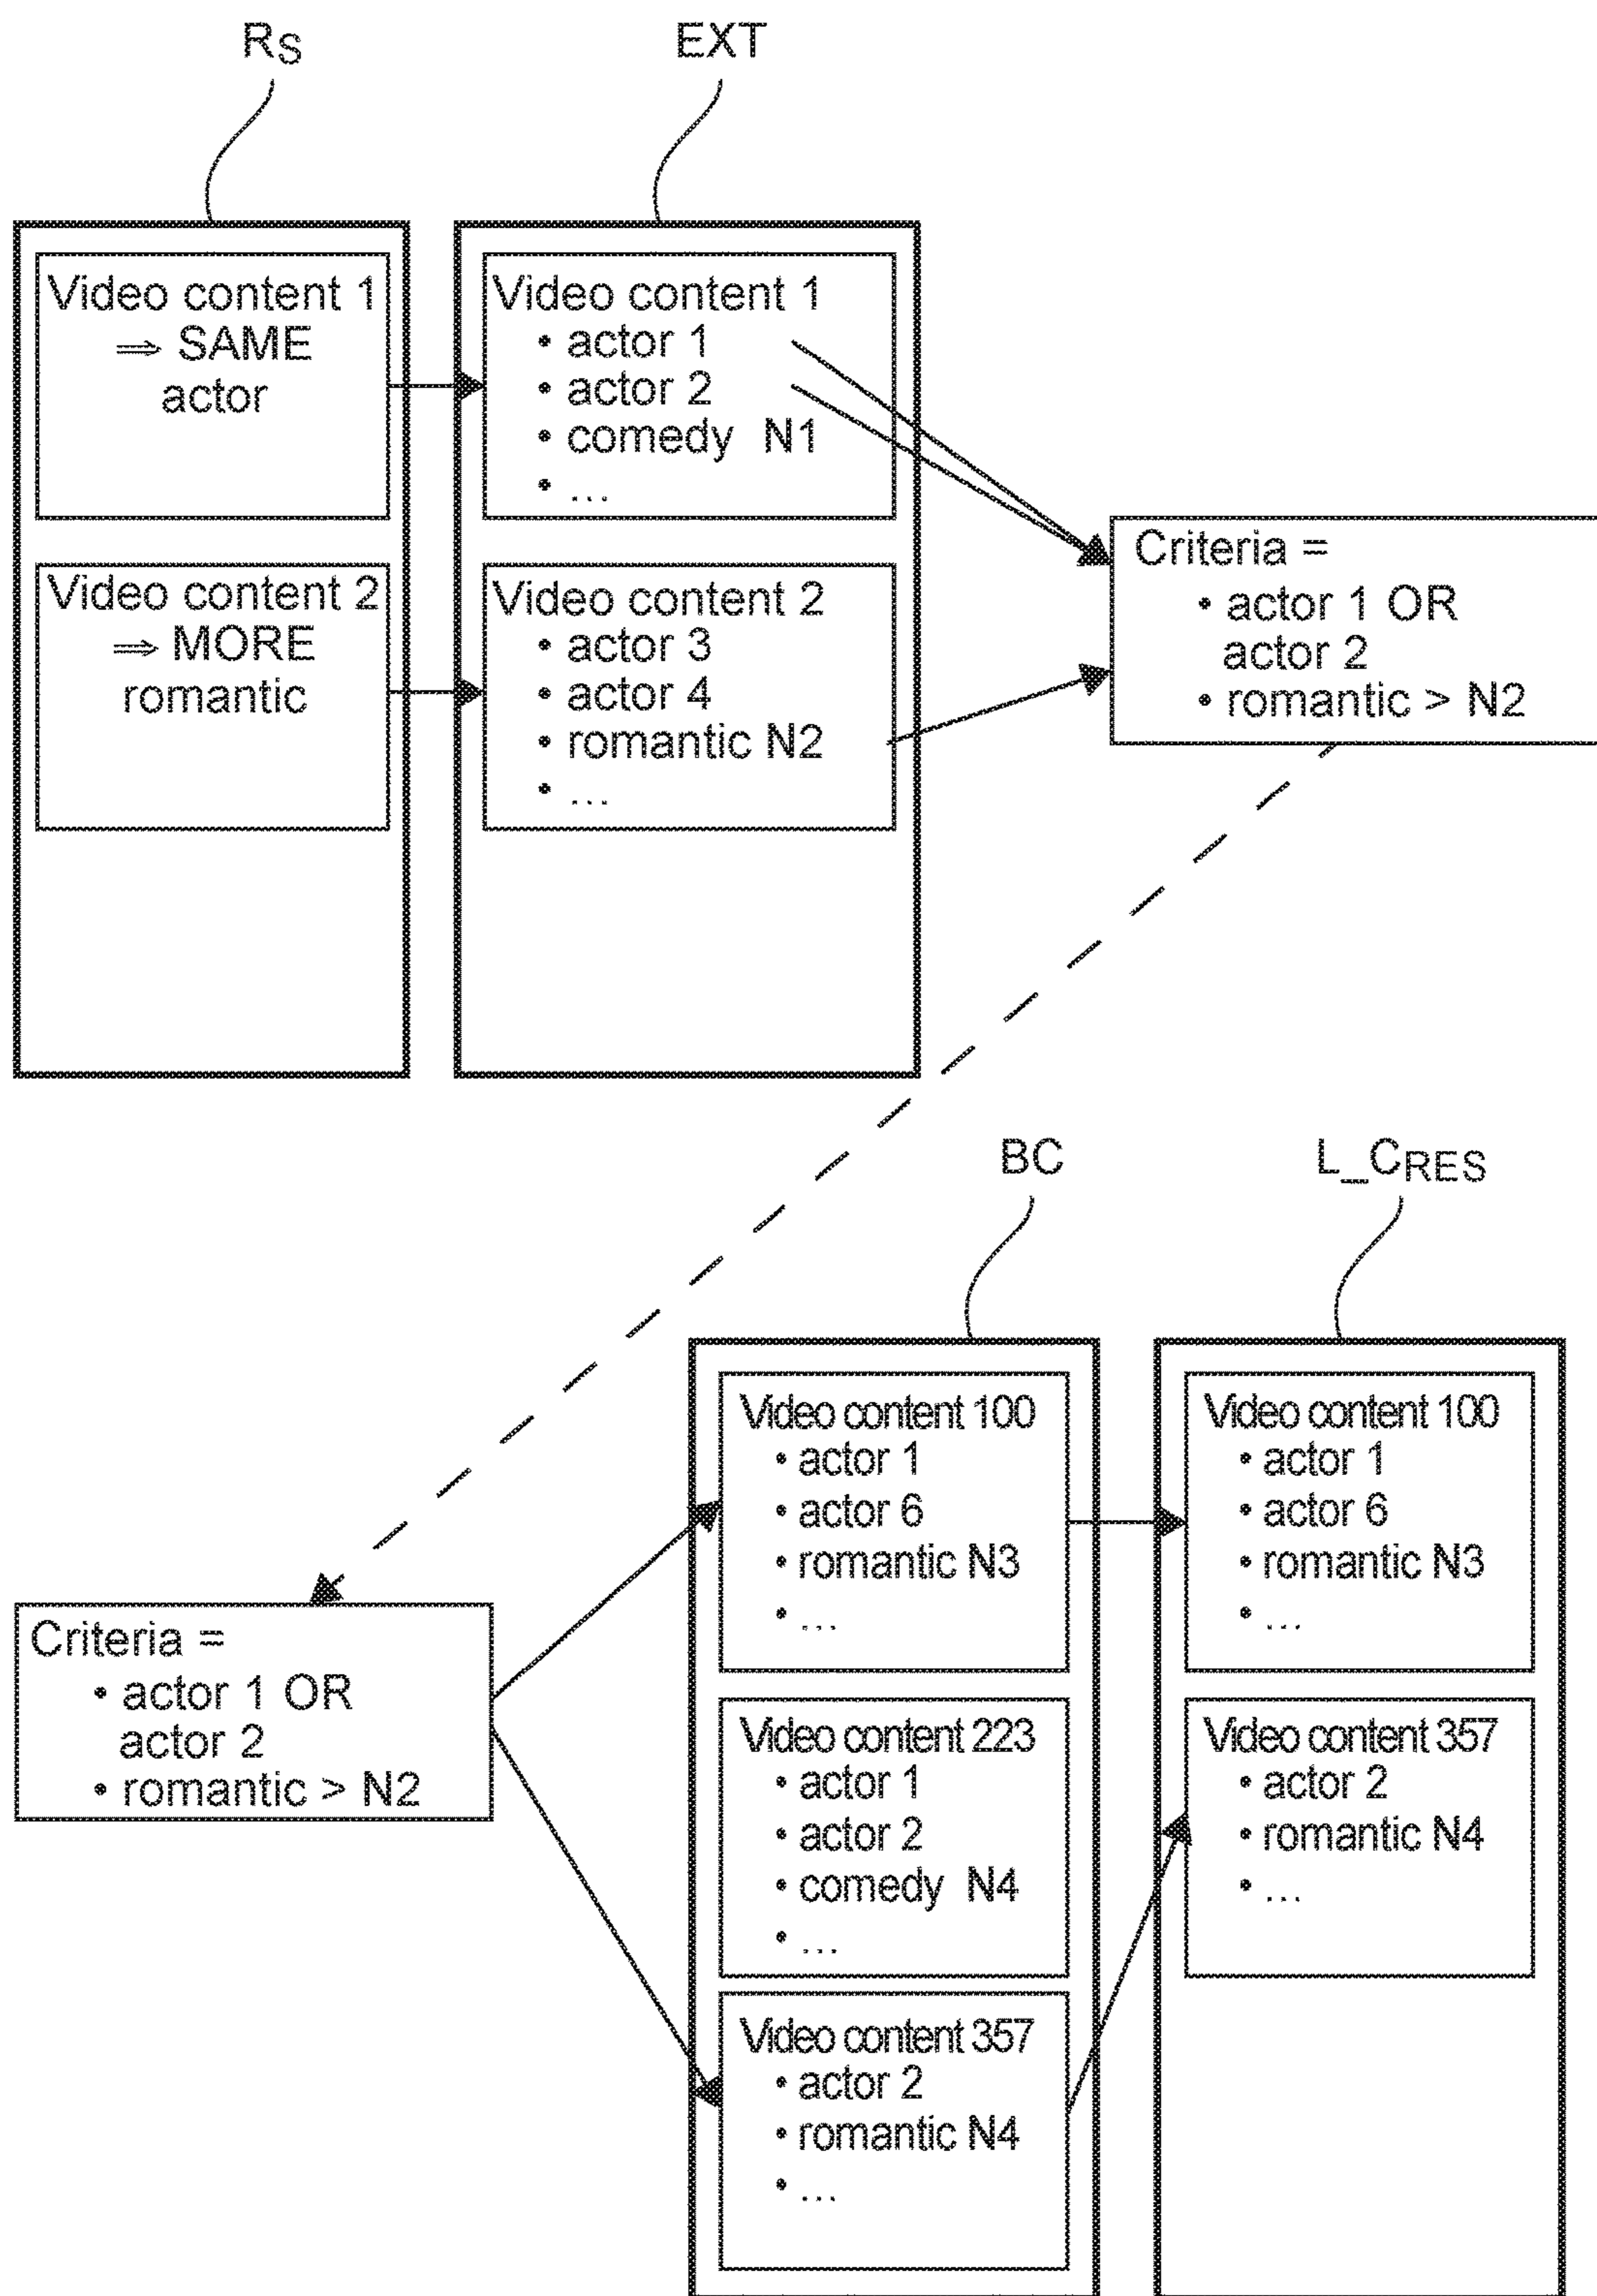 RS
EXT
Video content 1
⇒ SAME
actor
Video content 2
⇒ MORE
romantic
Video content 1
• actor 1
• actor 2
• comedy N1
• ...
Video content 2
• actor 3
• actor 4
• romantic N2
• ...
Criteria =
• actor 1 OR
actor 2
• romantic > N2
BC
L_CRES
Criteria =
• actor 1 OR
actor 2
• romantic > N2
Video content 100
• actor 1
• actor 6
• romantic N3
• ...
Video content 223
• actor 1
• actor 2
• comedy N4
• ...
Video content 357
• actor 2
• romantic N4
• ...
Video content 100
• actor 1
• actor 6
• romantic N3
• ...
Video content 357
• actor 2
• romantic N4
• ...